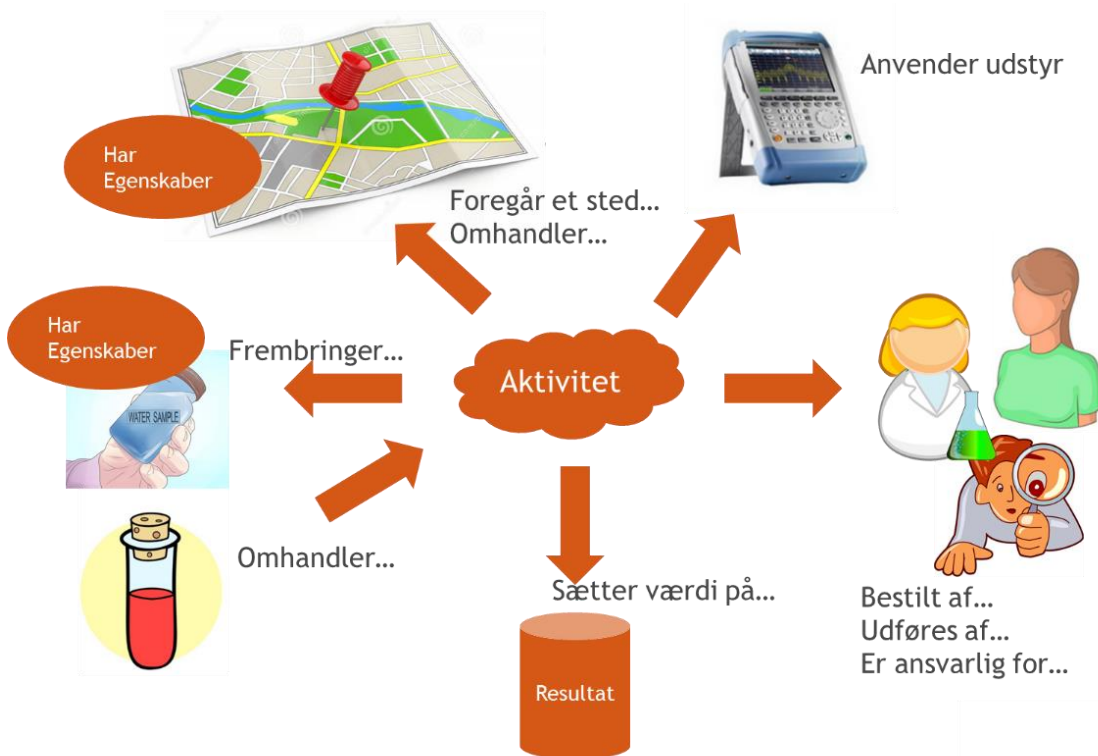 Anvender udstyr
Har
Egenskaber
Foregår et sted…
Omhandler…
Har
Egenskaber
Frembringer…
Aktivitet
WATER SAMPLE
Omhandler…
Sætter værdi på…
Bestilt af…
Udføres af…
Er ansvarlig for…
Resultat